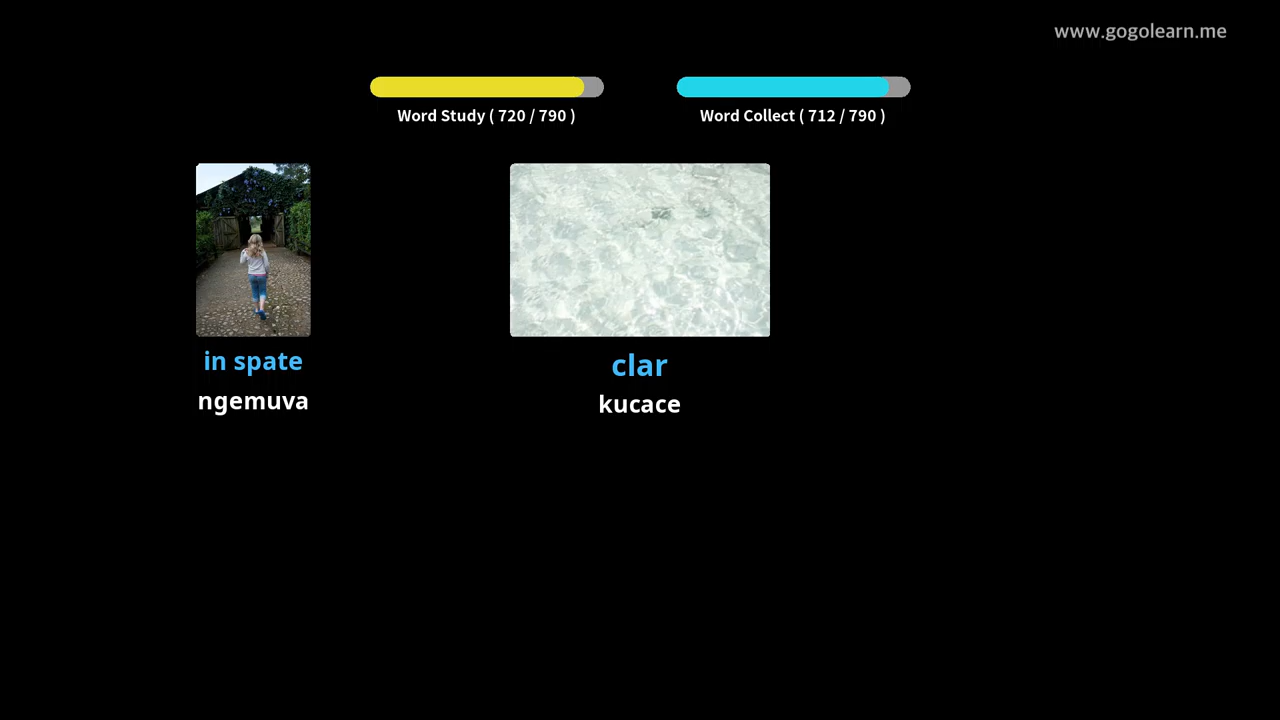 www.gogolearn.me
Word Study ( 720 / 790 )
Word Collect ( 712 / 790 )
in spate
ngemuva
clar
kucace